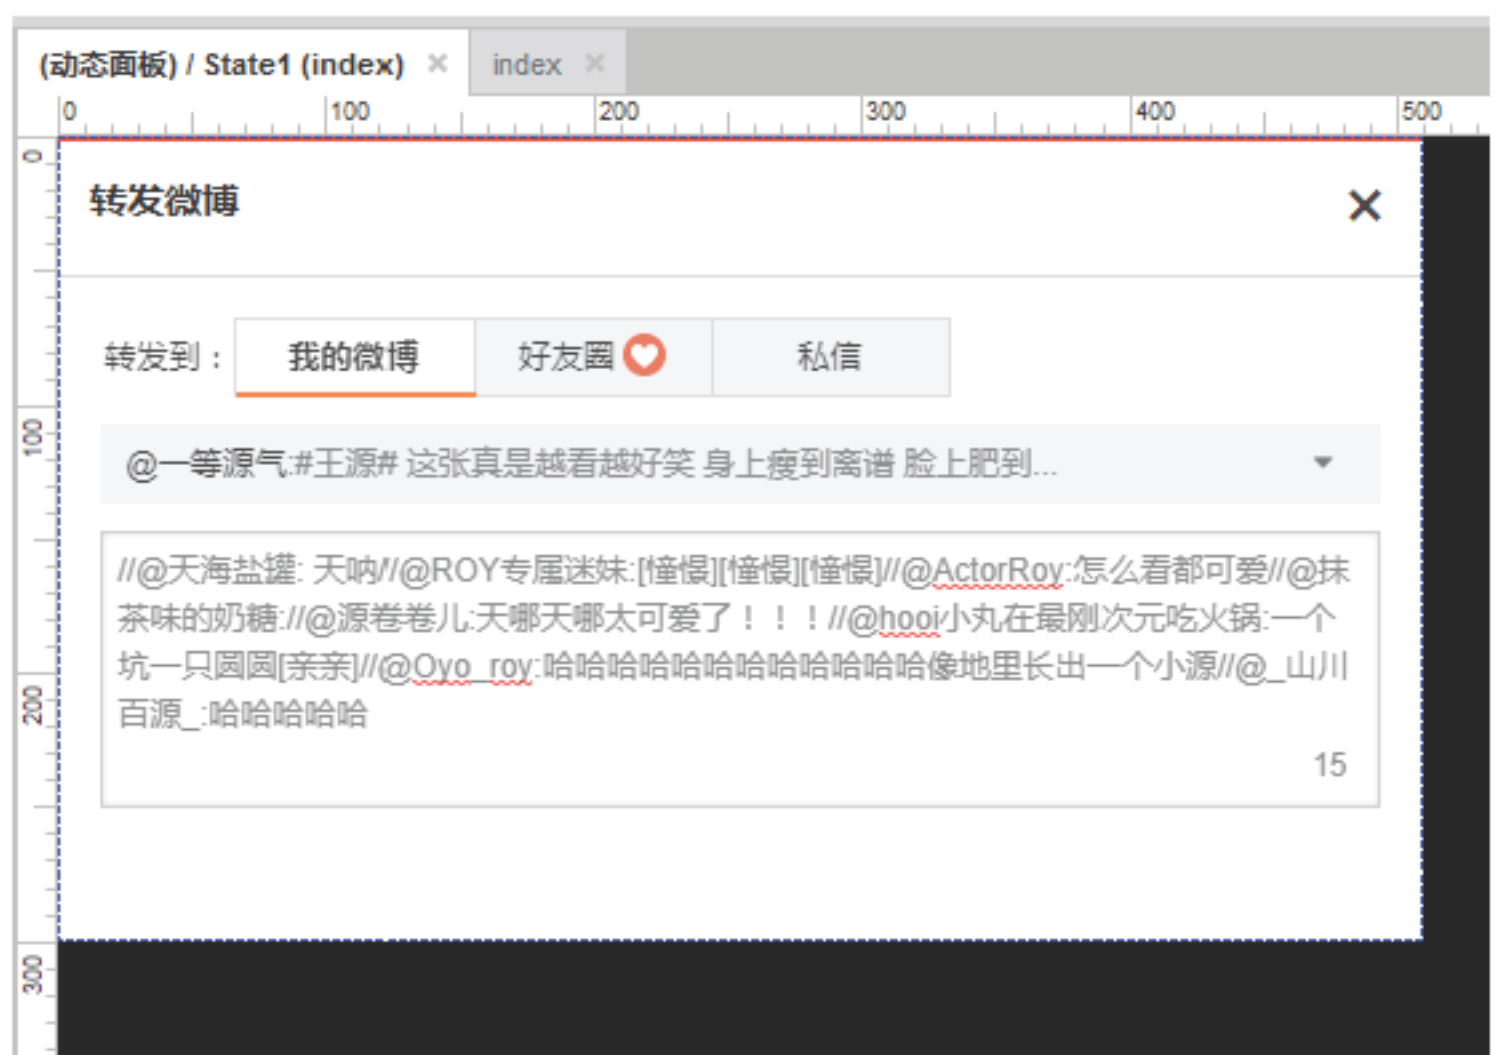 (动态面板) / State1 (index) × index ×
0 100 200 300 400 500
0
转发微博 ×
转发到： 我的微博 好友圈 私信
100
@一等源气:#王源# 这张真是越看越好笑 身上瘦到离谱 脸上肥到...
//@天海盐罐: 天呐//@ROY专属迷妹:[憧憬][憧憬][憧憬]//@ActorRoy:怎么看都可爱//@抹
茶味的奶糖://@源卷卷儿:天哪天哪太可爱了！！！//@hooi小丸在最刚次元吃火锅:一个
坑一只圆圆[亲亲]//@Oyo_roy:哈哈哈哈哈哈哈哈哈哈哈哈像地里长出一个小源//@_山川
200
百源_:哈哈哈哈哈
15
300